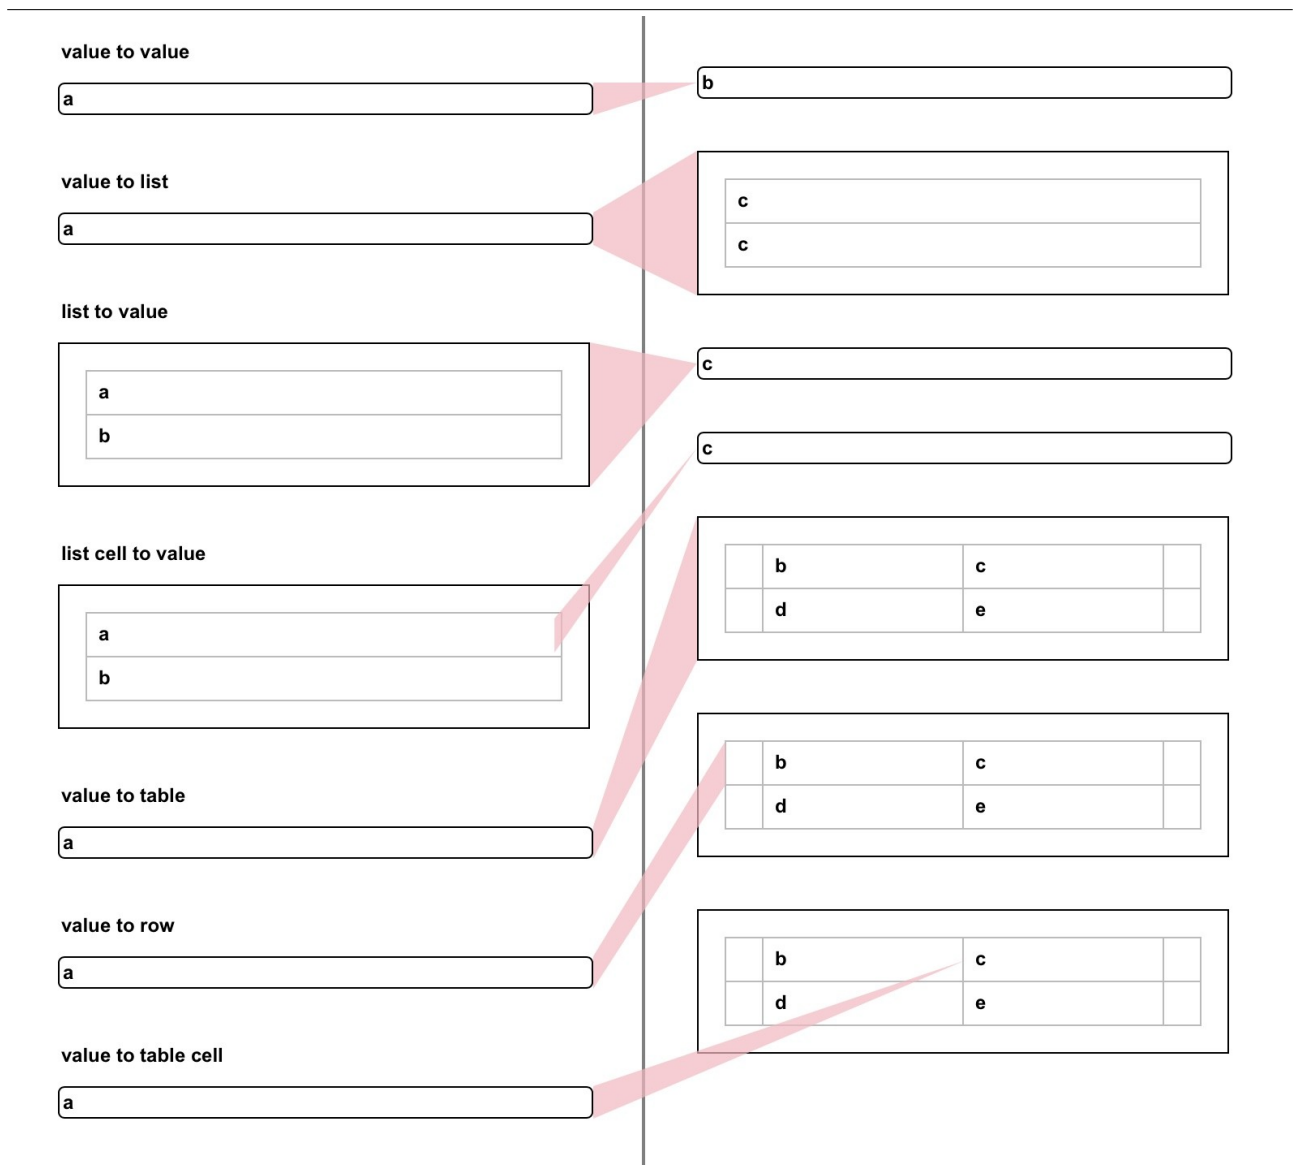 value to value
a
value to list
a
list to value
a
b
list cell to value
a
b
value to table
a
value to row
a
value to table cell
a
b
c
c
c
c
b c
d e
b c
d e
b c
d e